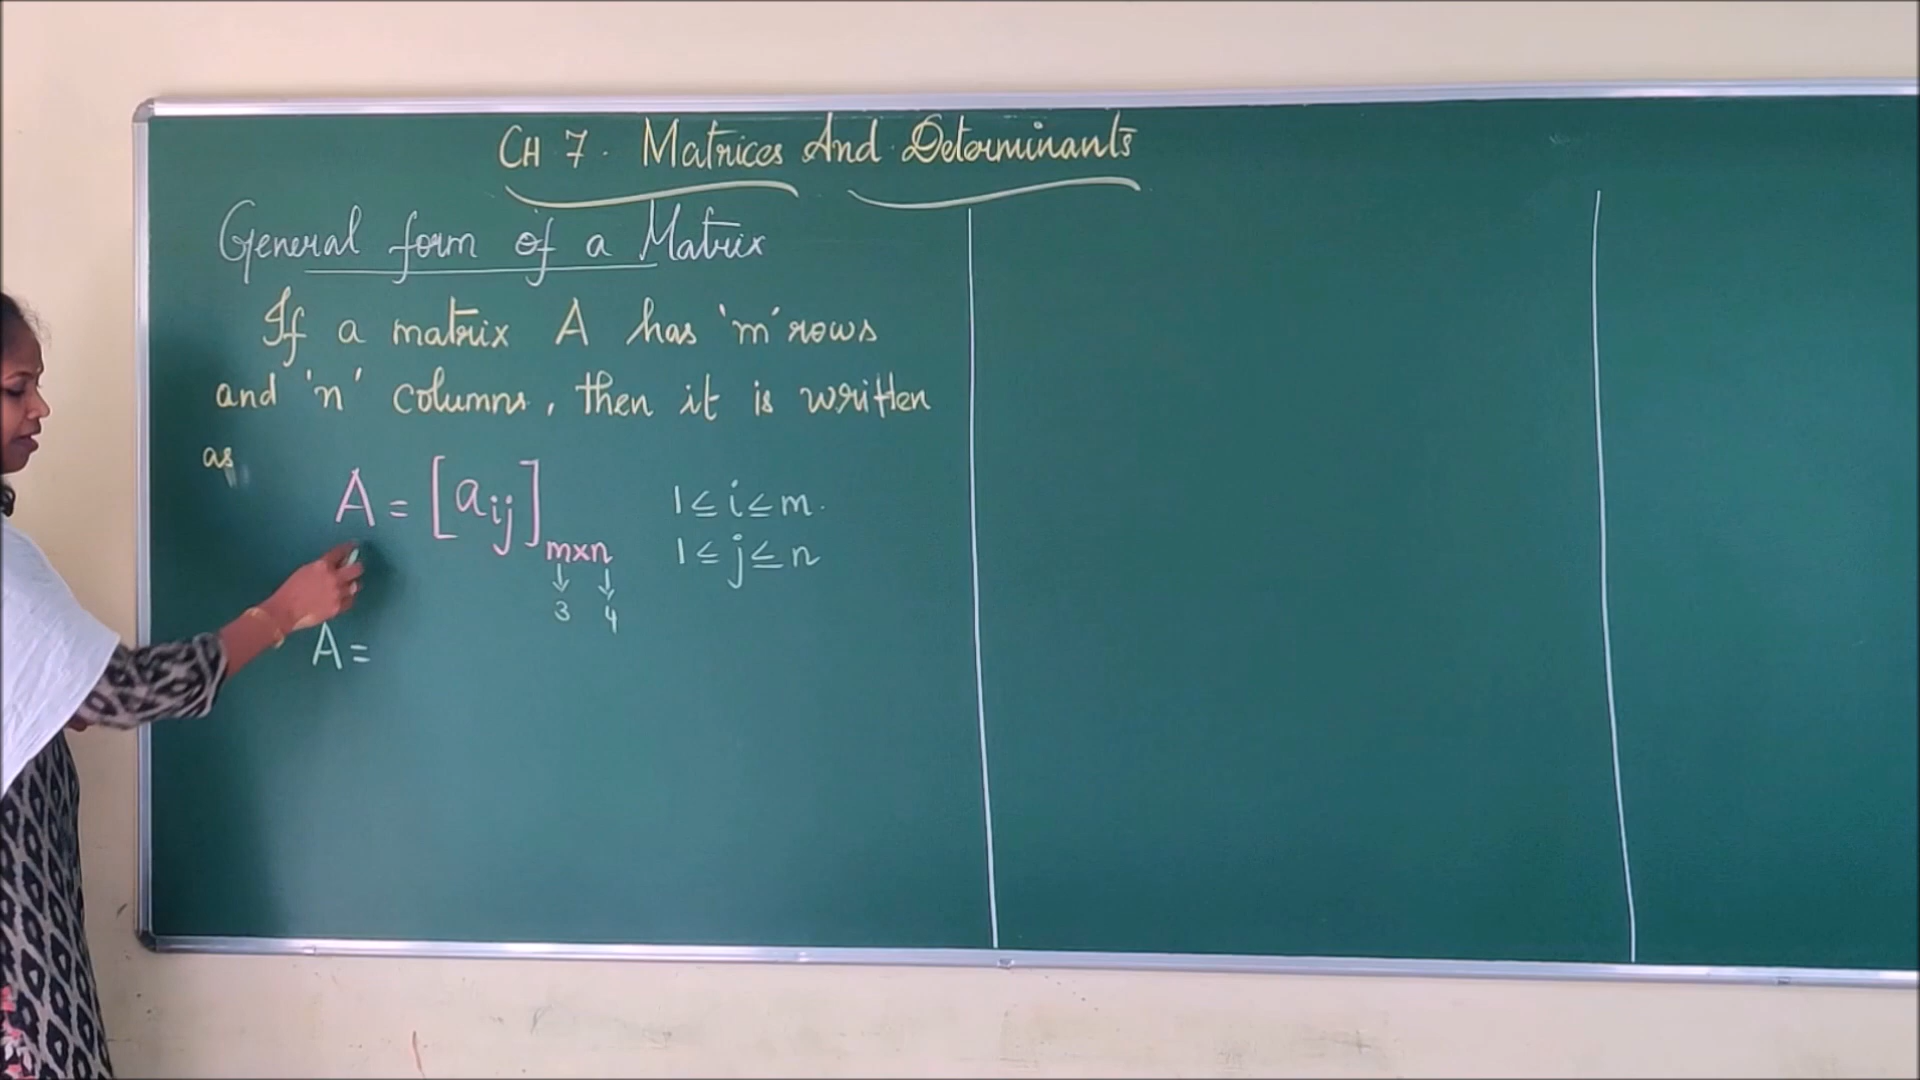 CH 7. Matrices And Determinants
General form of a Matrix
If a matrix A has 'm' rows
and 'n' columns, then it is written
as
A = [aij]m×n 1 ≤ i ≤ m.
1 ≤ j ≤ n
↓ ↓
3 4
A =